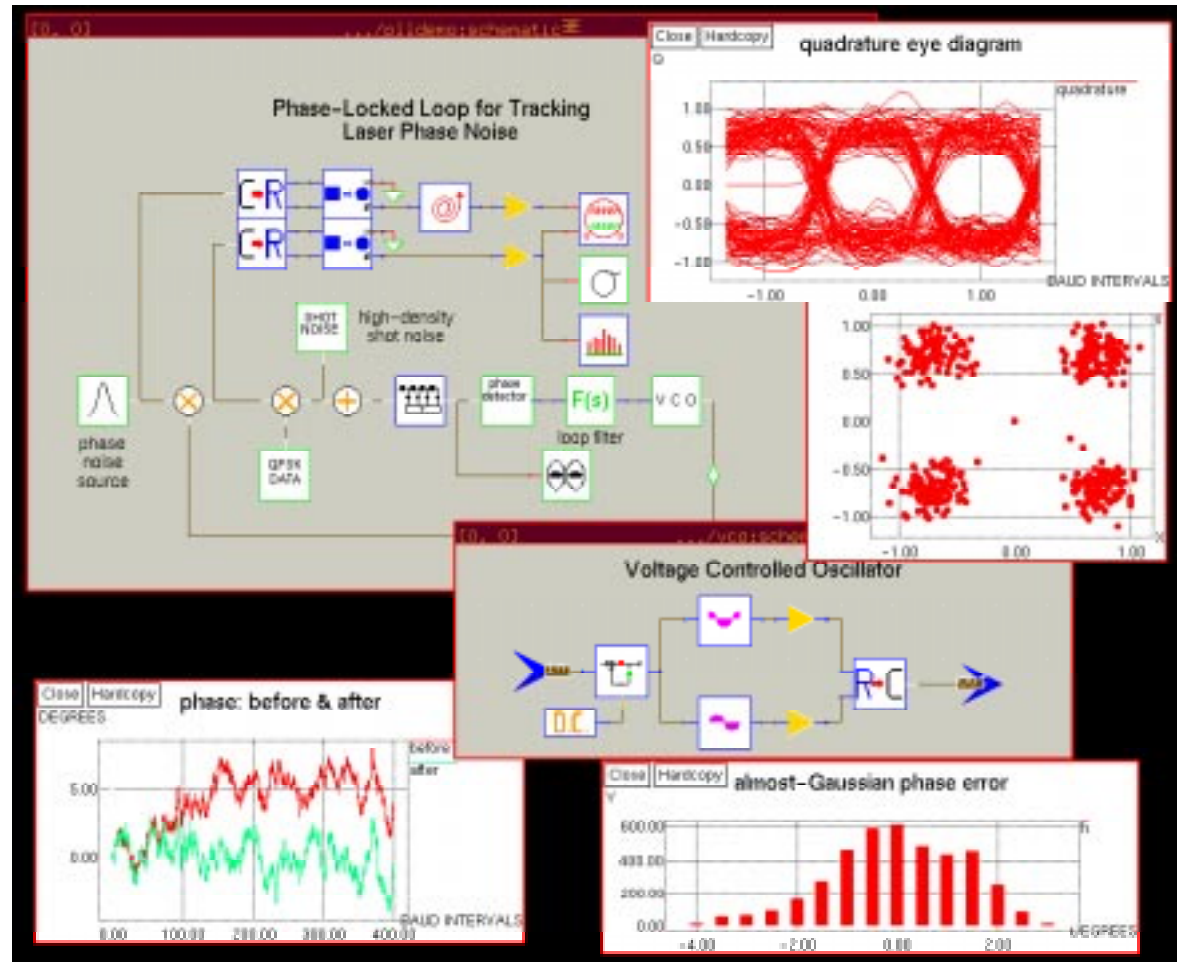 [0, 0]
Phase-Locked Loop for Tracking
Laser Phase Noise
C→R
C→R
SHOT
NOISE
high-density
shot noise
phase
noise
source
QPSK
DATA
phase
detector
F(s)
loop filter
V C O
Close
Hardcopy
quadrature eye diagram
Q
quadrature
1.00
0.50
0.00
-0.50
-1.00
-1.00
0.00
1.00
BAUD INTERVALS
1.00
0.50
0.00
-0.50
-1.00
-1.00
0.00
1.00
[0, 0]
Voltage Controlled Oscillator
D.C.
R→C
Close
Hardcopy
phase: before & after
DEGREES
before
after
5.00
0.00
0.00
100.00
200.00
300.00
400.00
BAUD INTERVALS
Close
Hardcopy
almost-Gaussian phase error
Y
600.00
400.00
200.00
0.00
-4.00
-2.00
0.00
2.00
DEGREES